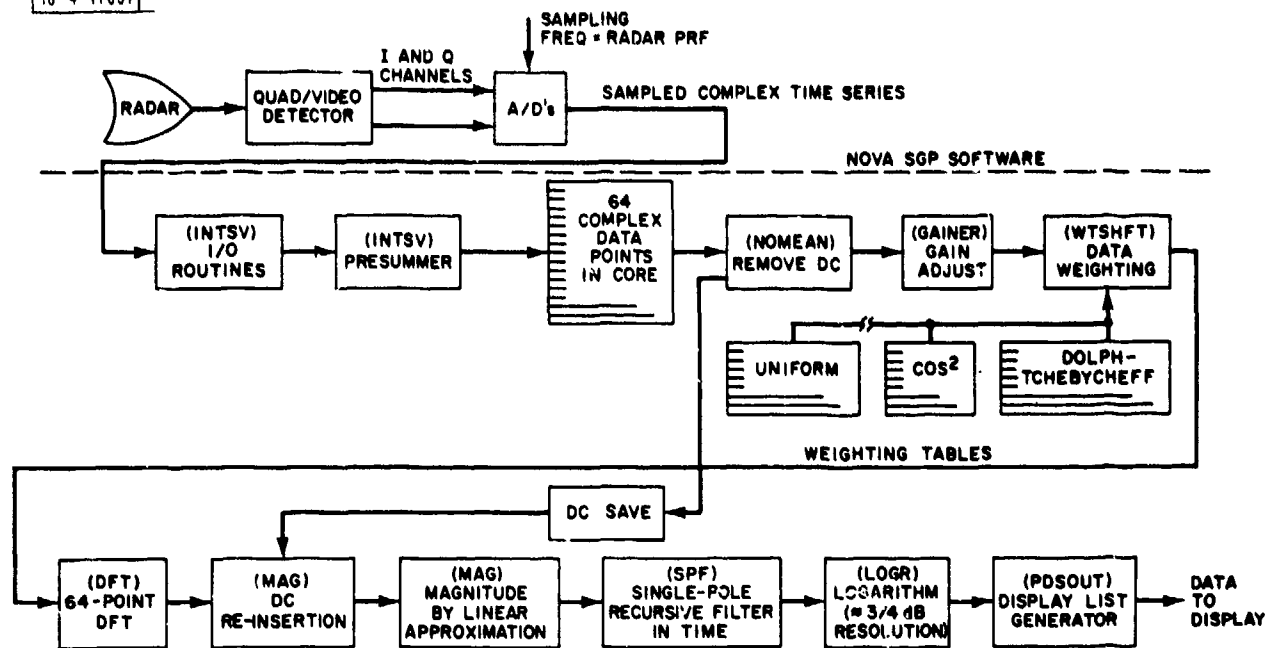 SAMPLING
FREQ = RADAR PRF
I AND Q
CHANNELS
RADAR
QUAD/VIDEO
DETECTOR
A/D's
SAMPLED COMPLEX TIME SERIES
NOVA SGP SOFTWARE
(INTSV)
I/O
ROUTINES
(INTSV)
PRESUMMER
64
COMPLEX
DATA
POINTS
IN CORE
(NOMEAN)
REMOVE DC
(GAINER)
GAIN
ADJUST
(WTSHFT)
DATA
WEIGHTING
UNIFORM
COS²
DOLPH-
TCHEBYCHEFF
WEIGHTING TABLES
DC SAVE
(DFT)
64-POINT
DFT
(MAG)
DC
RE-INSERTION
(MAG)
MAGNITUDE
BY LINEAR
APPROXIMATION
(SPF)
SINGLE-POLE
RECURSIVE FILTER
IN TIME
(LOGR)
LOGARITHM
(≈ 3/4 dB
RESOLUTION)
(PDSOUT)
DISPLAY LIST
GENERATOR
DATA
TO
DISPLAY